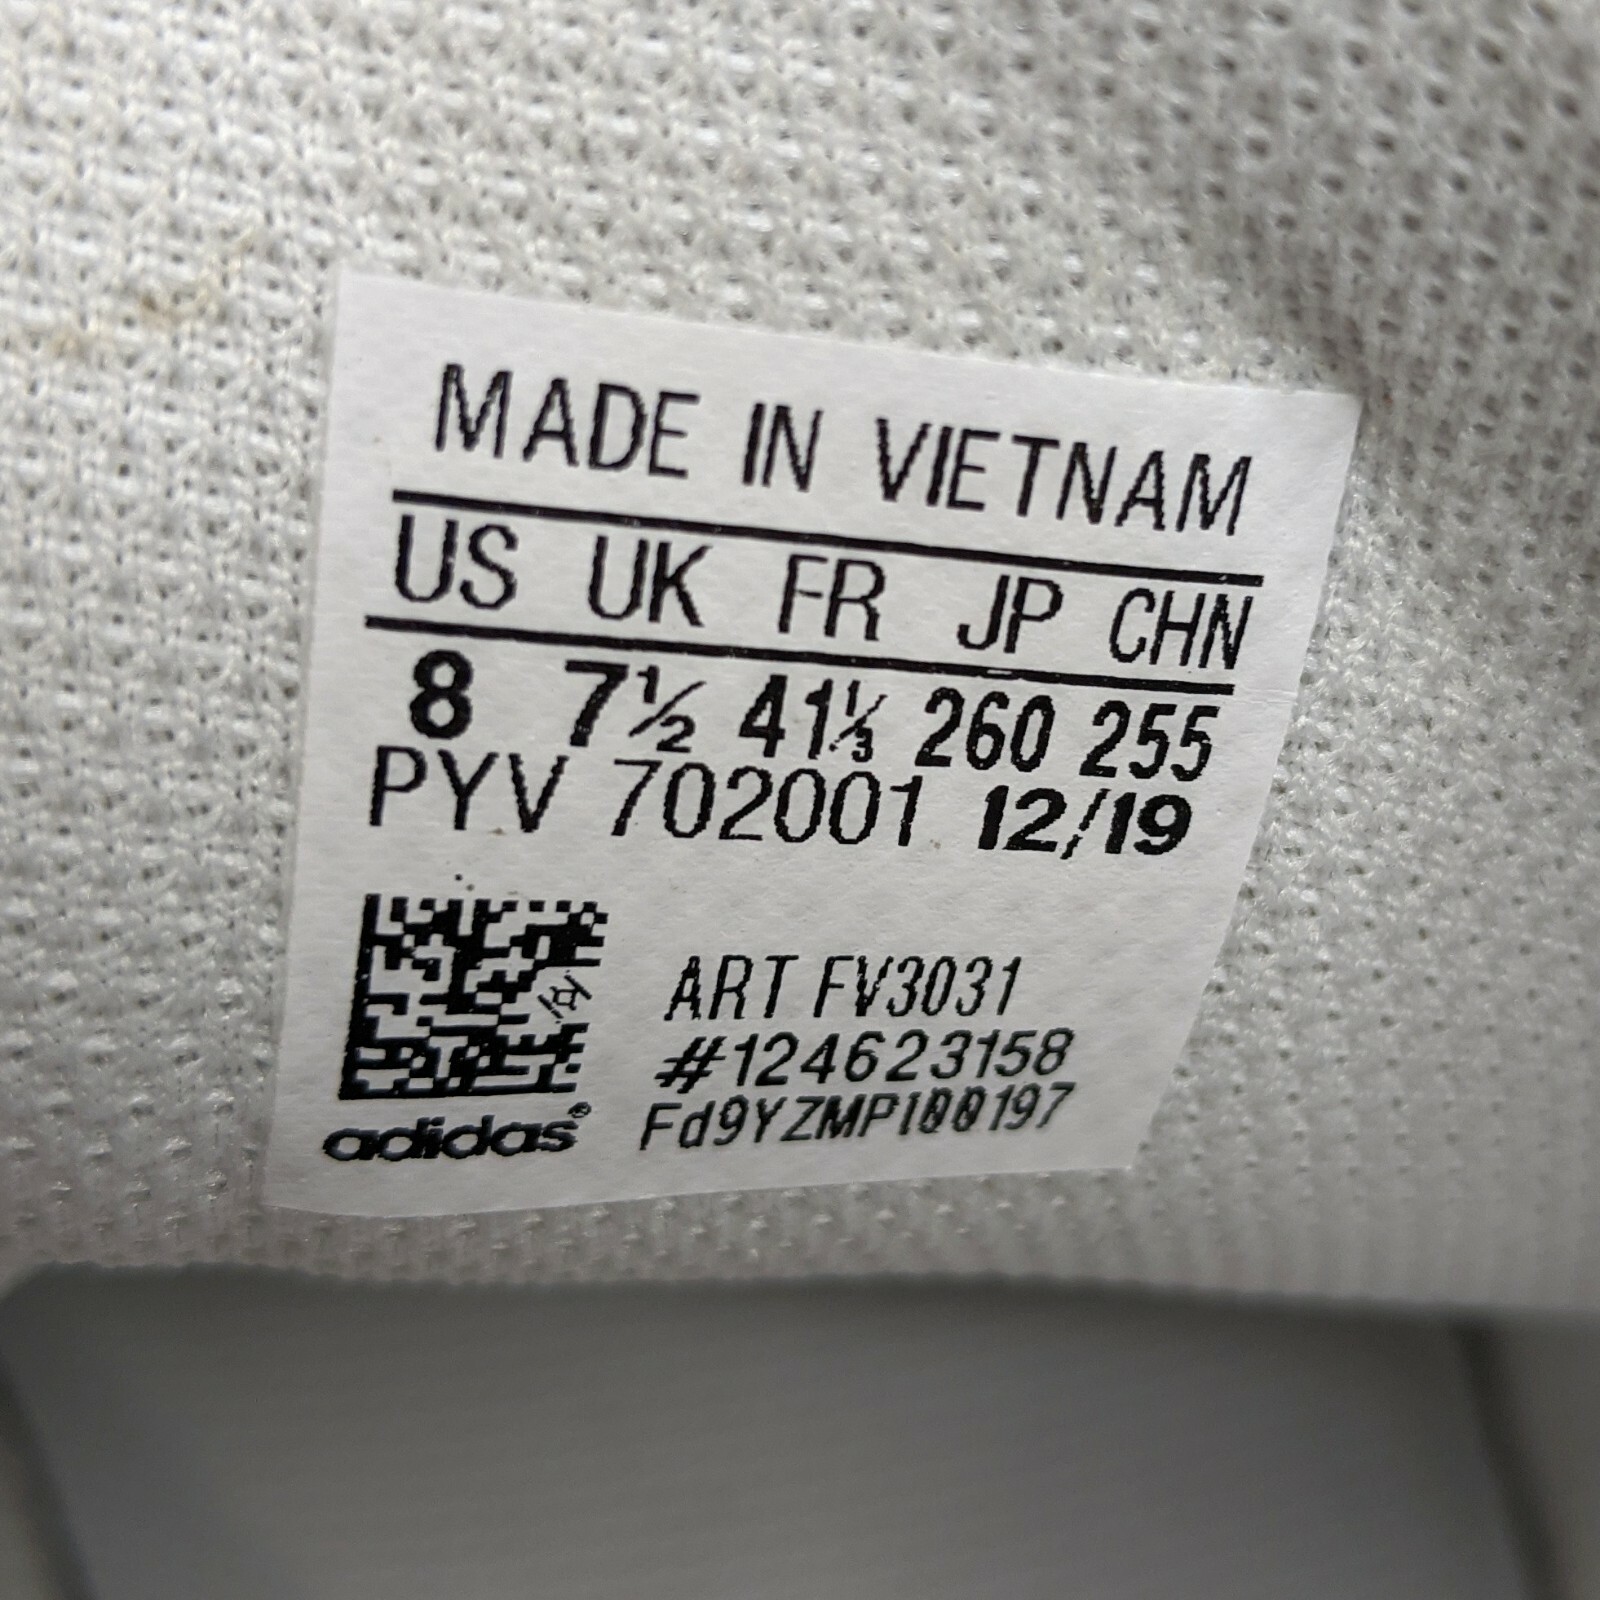 MADE IN VIETNAM
US UK FR JP CHN
8 7½ 41⅓ 260 255
PYV 702001 12/19
ART FV3031
#124623158
Fd9YZMPI00197
adidas®